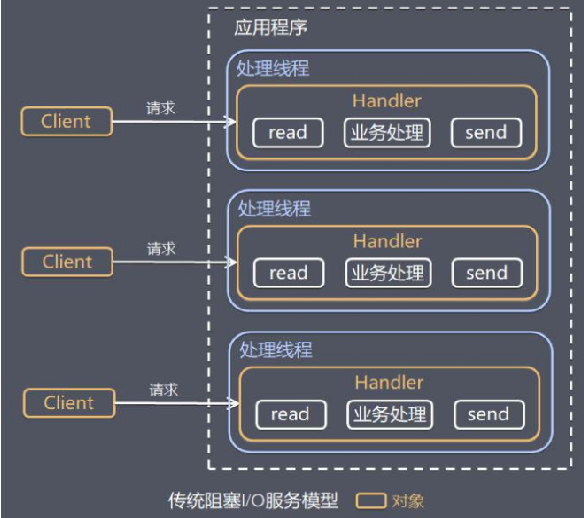 应用程序
处理线程
Handler
Client
请求
read
业务处理
send
处理线程
Handler
Client
请求
read
业务处理
send
处理线程
Handler
Client
请求
read
业务处理
send
传统阻塞I/O服务模型
对象